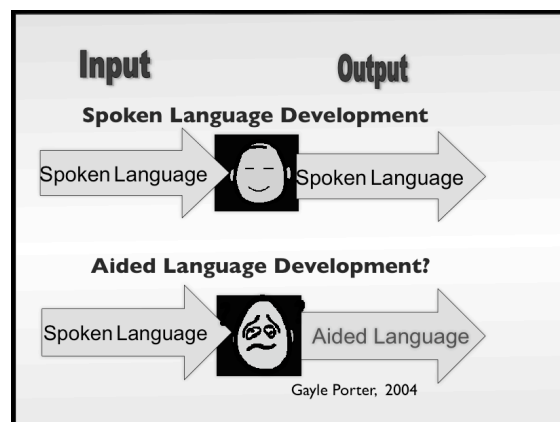 Input Output
Spoken Language Development
Spoken Language Spoken Language
Aided Language Development?
Spoken Language Aided Language
Gayle Porter, 2004